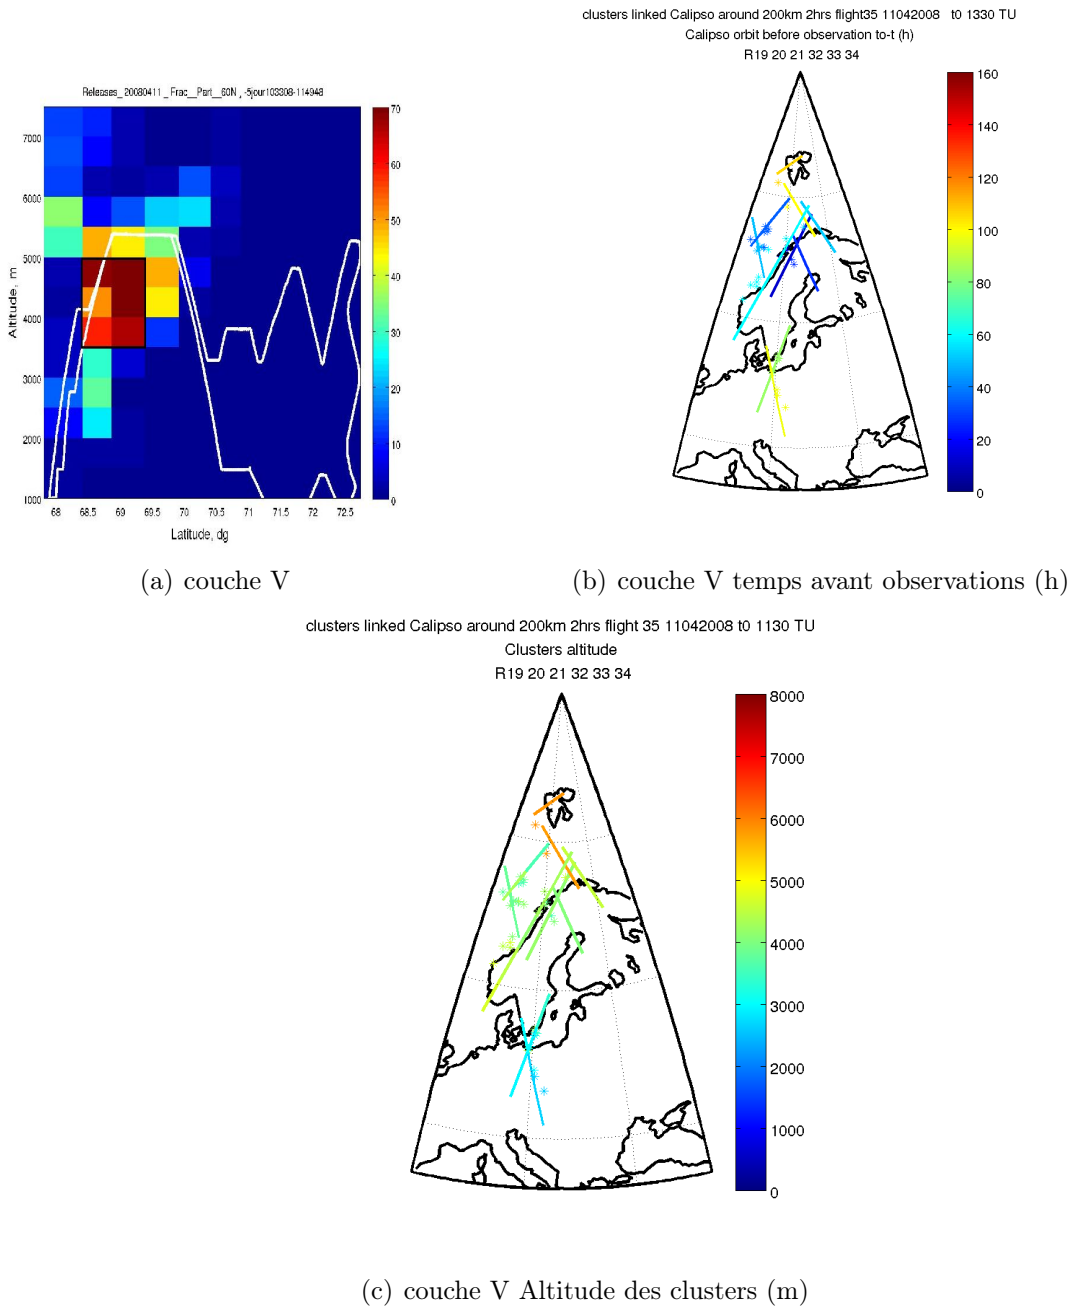 clusters linked Calipso around 200km 2hrs flight35 11042008 to 1330 TU
Calipso orbit before observation to-t (h)
R19 20 21 32 33 34
Releases_ 20080411 _ Frac__Part_60N , -5jour103308-114948
7000
6000
5000
4000
3000
2000
1000
Altitude, m
68 68.5 69 69.5 70 70.5 71 71.5 72 72.5
Latitude, dg
70
60
50
40
30
20
10
0
160
140
120
100
80
60
40
20
0
(a) couche V
(b) couche V temps avant observations (h)
clusters linked Calipso around 200km 2hrs flight 35 11042008 t0 1130 TU
Clusters altitude
R19 20 21 32 33 34
8000
7000
6000
5000
4000
3000
2000
1000
0
(c) couche V Altitude des clusters (m)